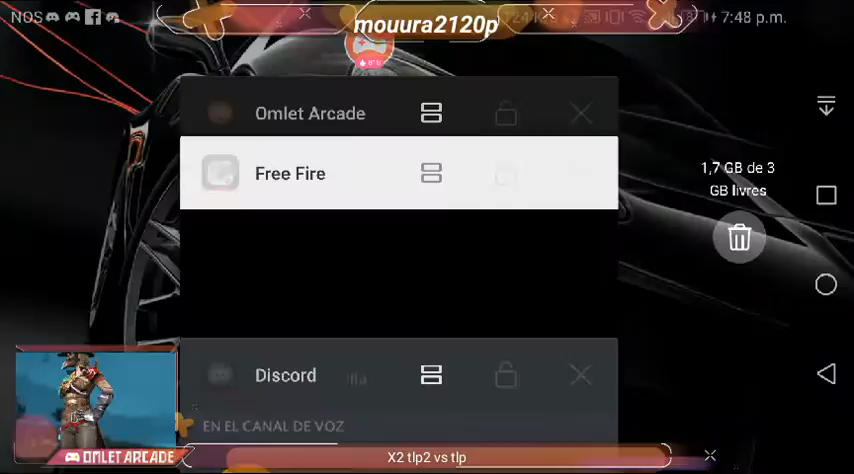 NOS
7:48 p.m.
mouura2120p
Omlet Arcade
Free Fire
1,7 GB de 3
GB livres
Discord
EN EL CANAL DE VOZ
OMLET ARCADE
X2 tlp2 vs tlp